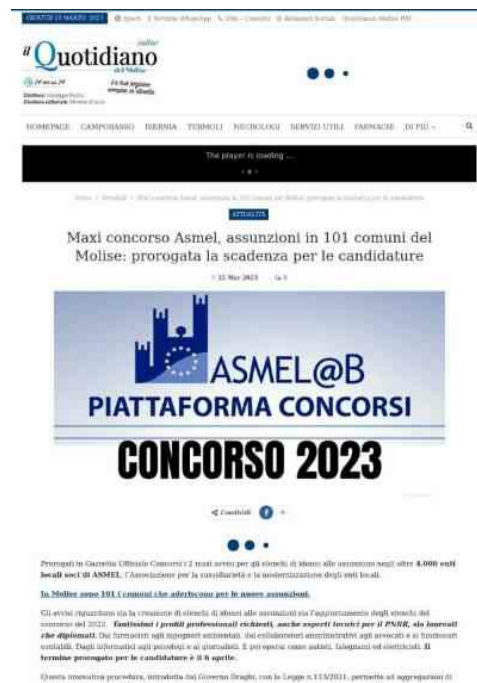 il Quotidiano
online
del Molise
HOMEPAGE CAMPOBASSO ISERNIA TERMOLI NECROLOGI SERVIZI UTILI FARMACIE DI PIÙ
The player is loading ...
ATTUALITÀ
Maxi concorso Asmel, assunzioni in 101 comuni del
Molise: prorogata la scadenza per le candidature
22 Mar 2023
ASMEL@B
PIATTAFORMA CONCORSI
CONCORSO 2023
Condividi
Prorogati in Gazzetta Ufficiale Concorsi i 2 maxi avvisi per gli elenchi di idonei alle assunzioni negli oltre 4.000 enti
locali soci di ASMEL, l'Associazione per la sussidiarietà e la modernizzazione degli enti locali.
In Molise sono 101 i comuni che aderiscono per le nuove assunzioni.
Gli avvisi riguardano sia la creazione di elenchi di idonei alle assunzioni sia l'aggiornamento degli elenchi del
concorso del 2022. Tantissimi i profili professionali richiesti, anche esperti tecnici per il PNRR, sia laureati
che diplomati. Dai farmacisti agli ingegneri ambientali, dai collaboratori amministrativi agli avvocati e ai funzionari
contabili. Dagli informatici agli psicologi e ai giornalisti. E poi operai come autisti, falegnami ed elettricisti. Il
termine prorogato per le candidature è il 6 aprile.
Questa innovativa procedura, introdotta dal Governo Draghi, con la Legge n.113/2021, permette ad aggregazioni di